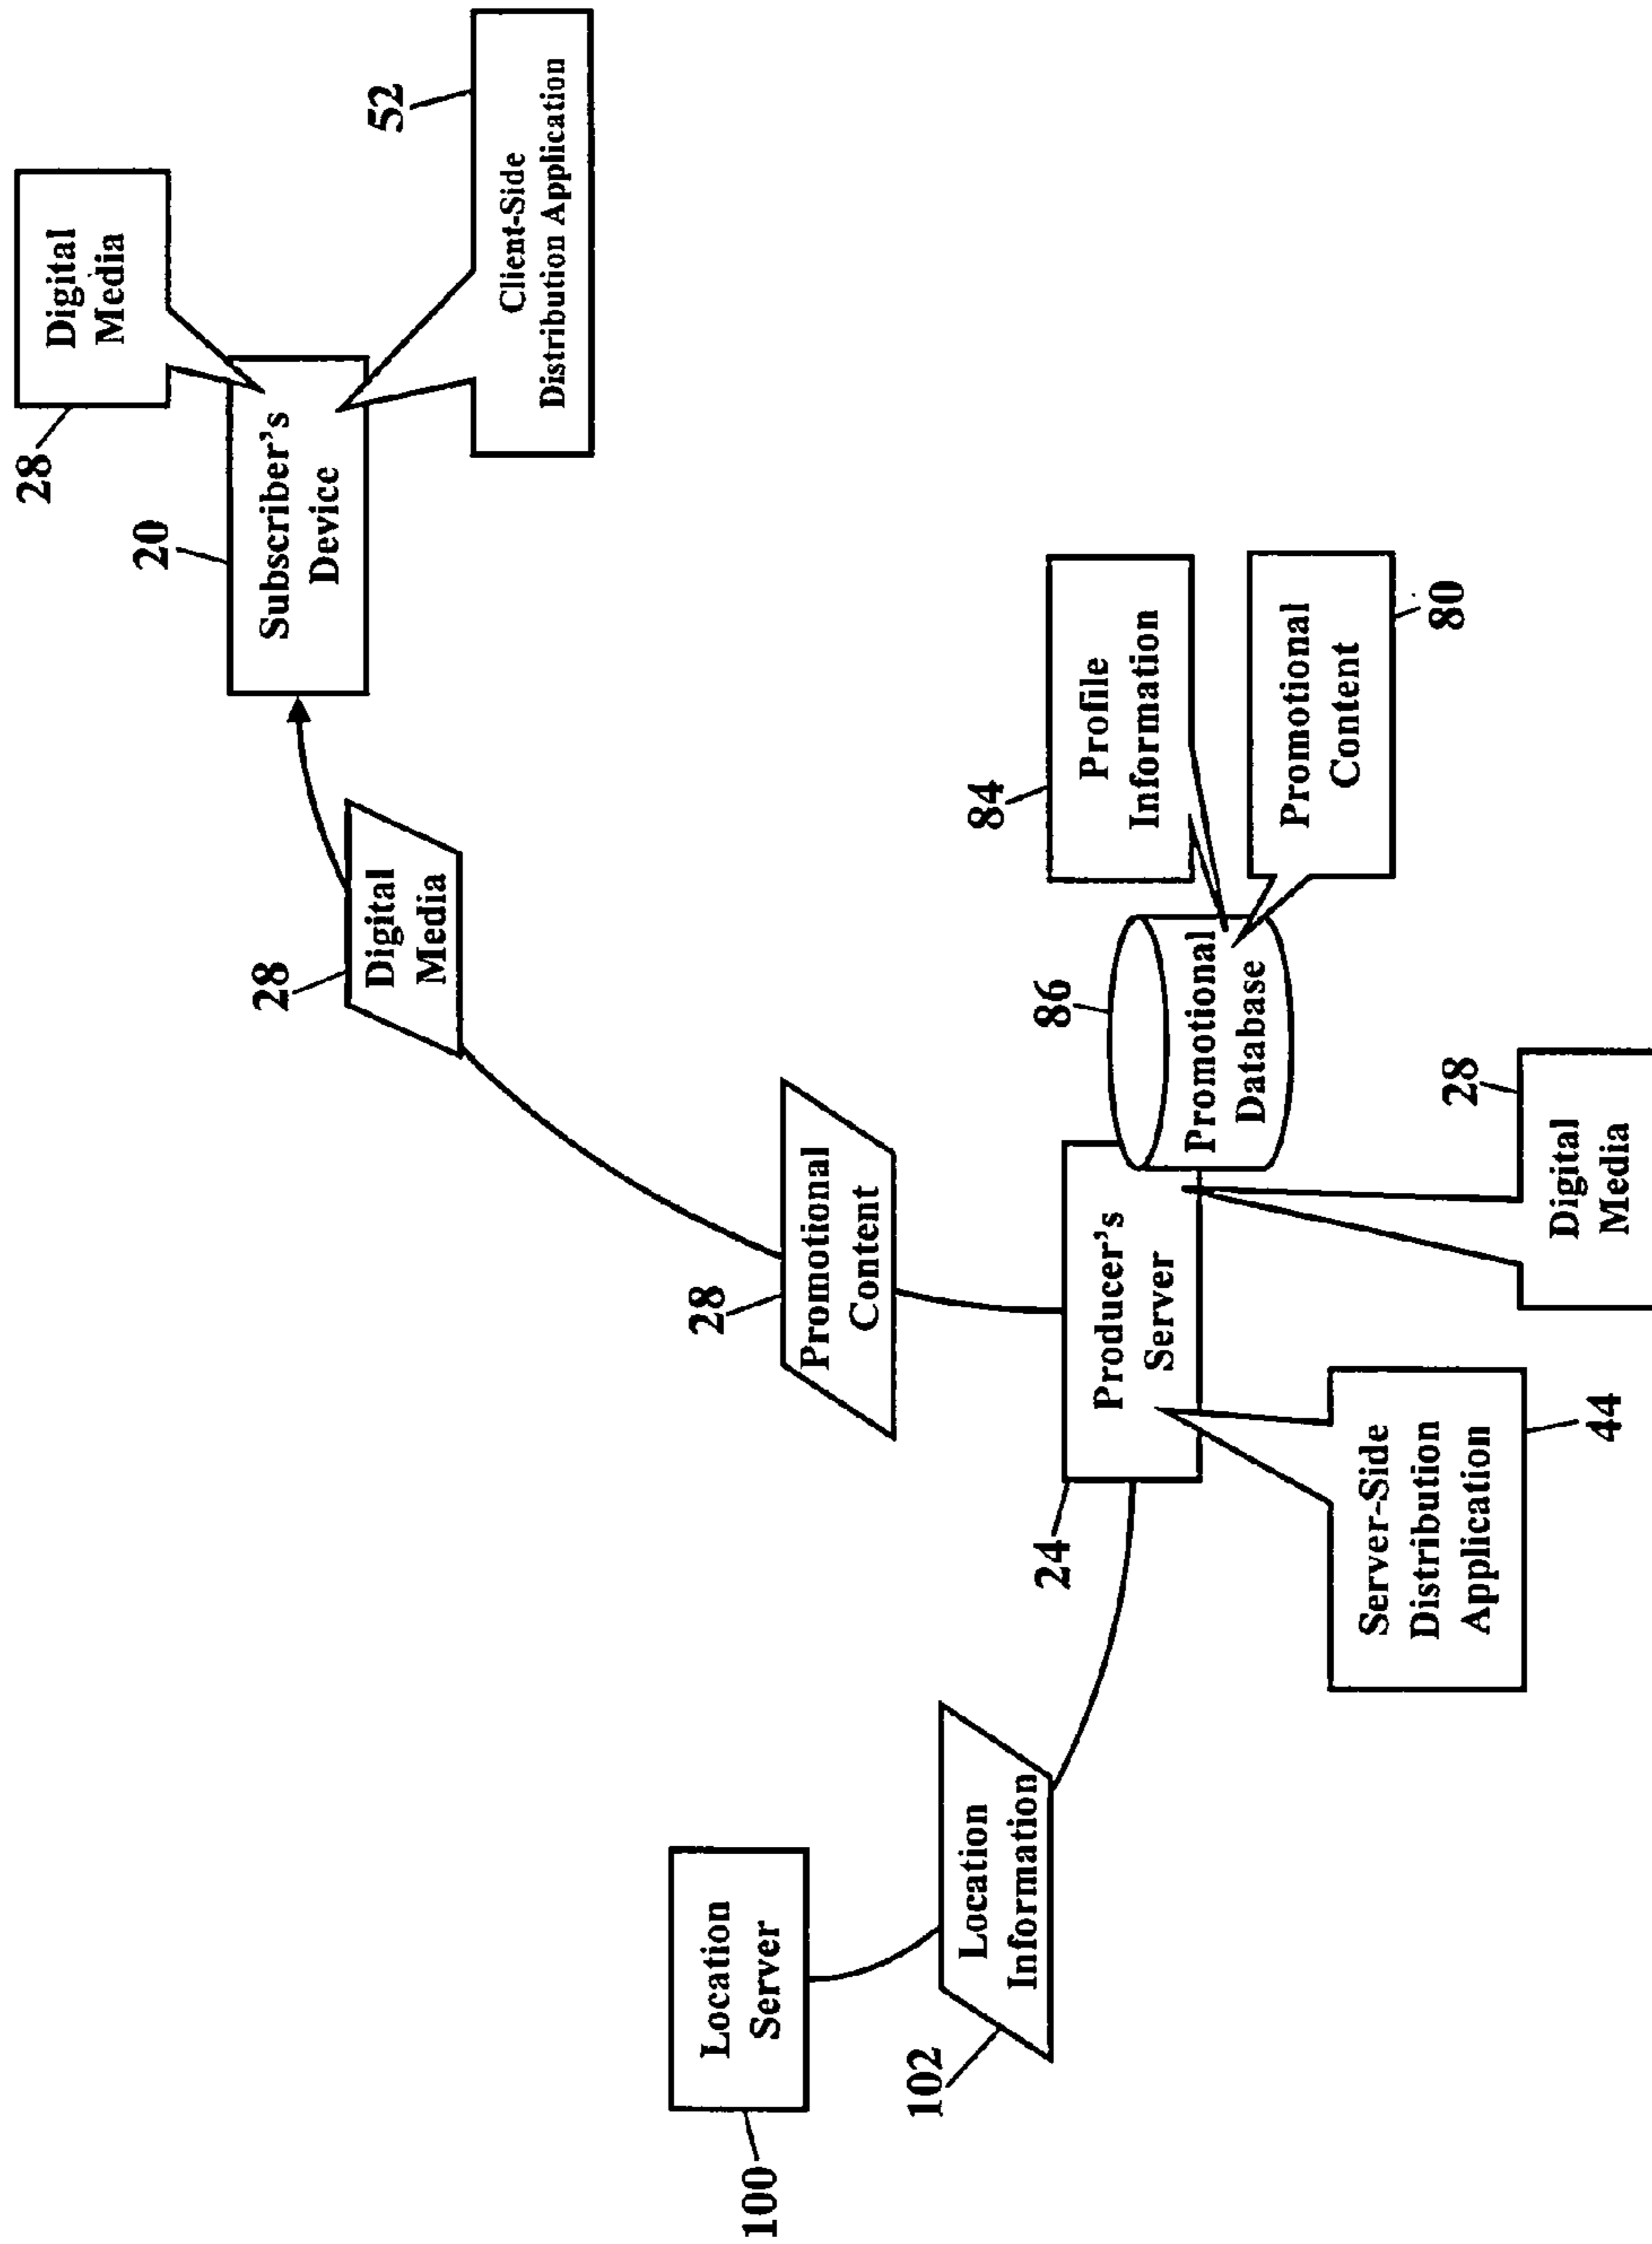 28
Digital
Media
20
Subscriber's
Device
52
Client-Side
Distribution Application
28
Digital
Media
28
Promotional
Content
84
Profile
Information
86
Promotional
Database
Promotional
Content
80
100
Location
Server
102
Location
Information
24
Producer's
Server
28
Digital
Media
Server-Side
Distribution
Application
44